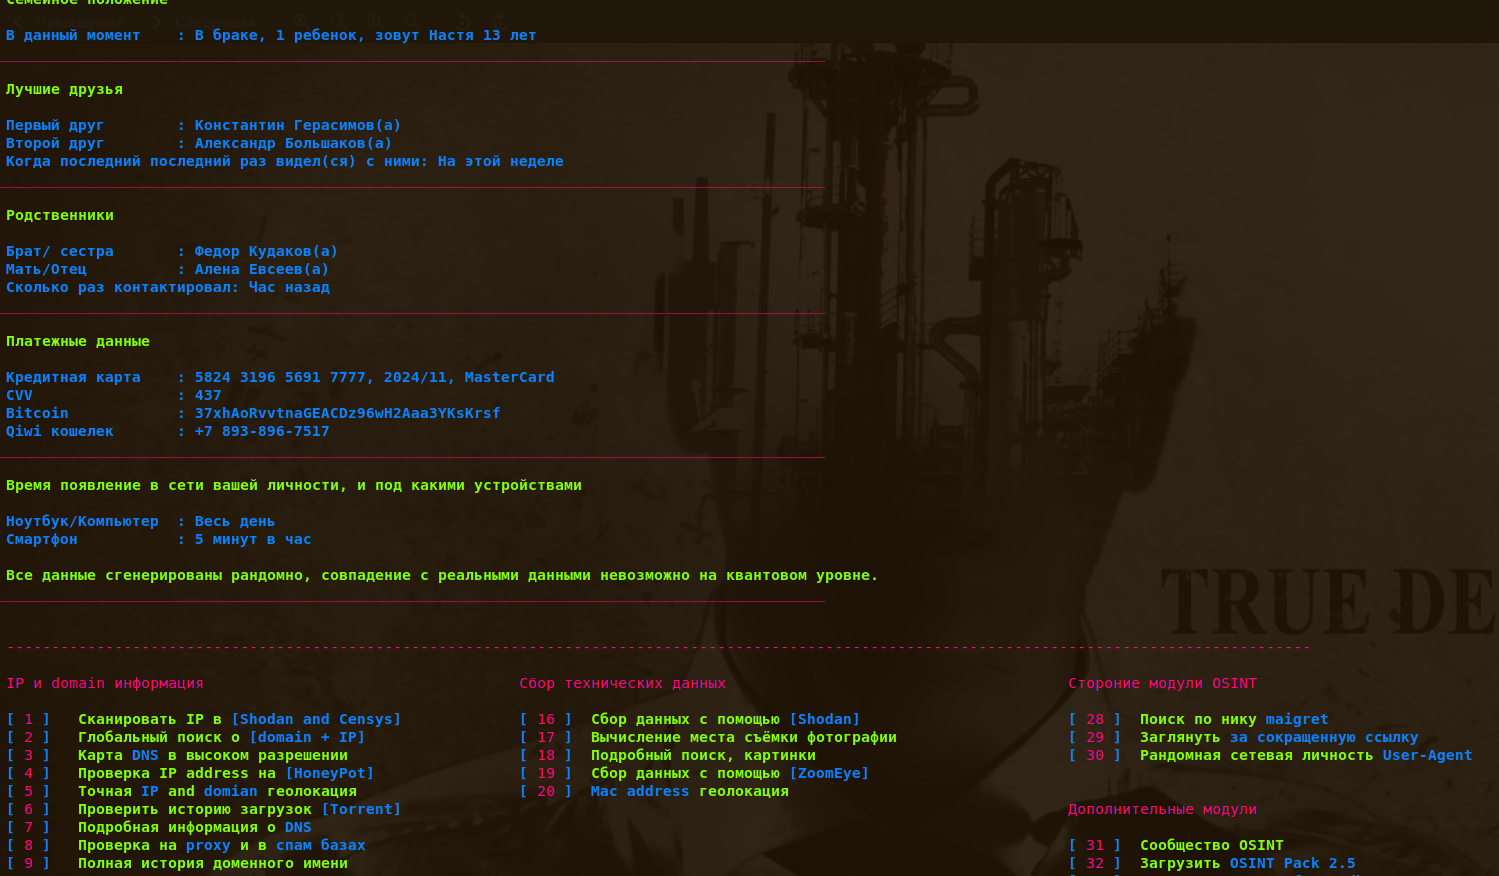 Семейное положение
Предыдущая Следующая
В данный момент : В браке, 1 ребенок, зовут Настя 13 лет
Лучшие друзья
Первый друг : Константин Герасимов(а)
Второй друг : Александр Большаков(а)
Когда последний последний раз видел(ся) с ними: На этой неделе
Родственники
Брат/ сестра : Федор Кудаков(а)
Мать/Отец : Алена Евсеев(а)
Сколько раз контактировал: Час назад
Платежные данные
Кредитная карта : 5824 3196 5691 7777, 2024/11, MasterCard
CVV : 437
Bitcoin : 37xhAoRvvtnaGEACDz96wH2Aaa3YKsKrsf
Qiwi кошелек : +7 893-896-7517
Время появление в сети вашей личности, и под какими устройствами
Ноутбук/Компьютер : Весь день
Смартфон : 5 минут в час
Все данные сгенерированы рандомно, совпадение с реальными данными невозможно на квантовом уровне.
TRUE DE
IP и domain информация
[ 1 ] Сканировать IP в [Shodan and Censys]
[ 2 ] Глобальный поиск о [domain + IP]
[ 3 ] Карта DNS в высоком разрешении
[ 4 ] Проверка IP address на [HoneyPot]
[ 5 ] Точная IP and domian геолокация
[ 6 ] Проверить историю загрузок [Torrent]
[ 7 ] Подробная информация о DNS
[ 8 ] Проверка на proxy и в спам базах
[ 9 ] Полная история доменного имени
Сбор технических данных
[ 16 ] Сбор данных с помощью [Shodan]
[ 17 ] Вычисление места съёмки фотографии
[ 18 ] Подробный поиск, картинки
[ 19 ] Сбор данных с помощью [ZoomEye]
[ 20 ] Mac address геолокация
Стороние модули OSINT
[ 28 ] Поиск по нику maigret
[ 29 ] Заглянуть за сокращенную ссылку
[ 30 ] Рандомная сетевая личность User-Agent
Дополнительные модули
[ 31 ] Сообщество OSINT
[ 32 ] Загрузить OSINT Pack 2.5